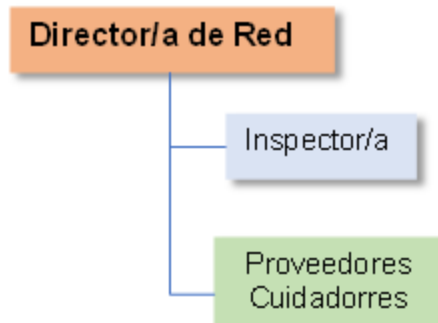 Director/a de Red
Inspector/a
Proveedores
Cuidadorres